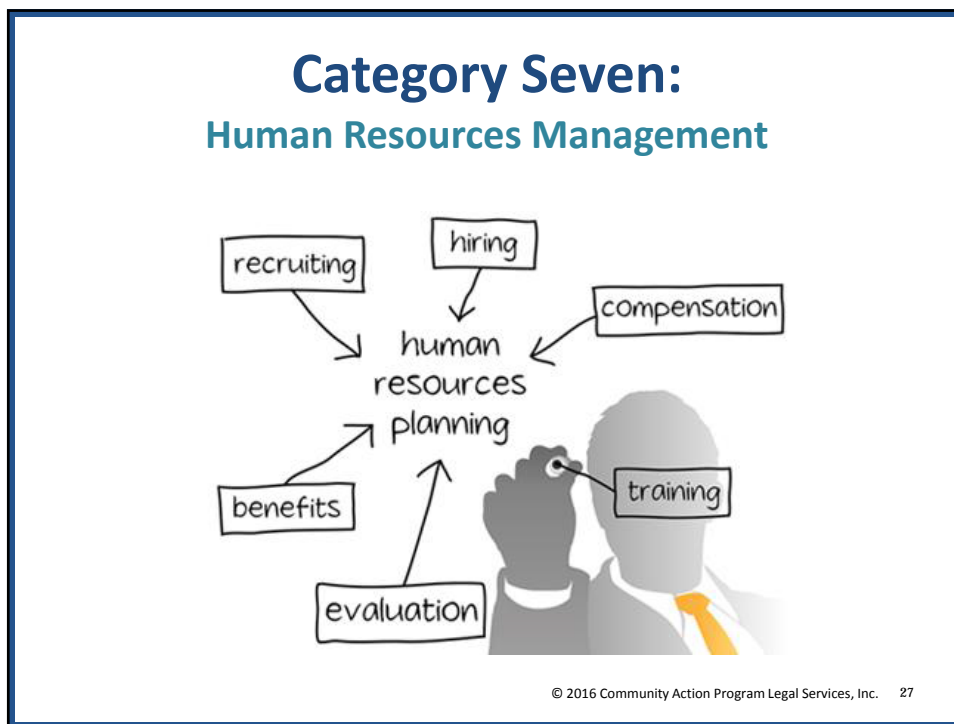 Category Seven:
Human Resources Management
recruiting
hiring
compensation
human
resources
planning
benefits
training
evaluation
© 2016 Community Action Program Legal Services, Inc. 27